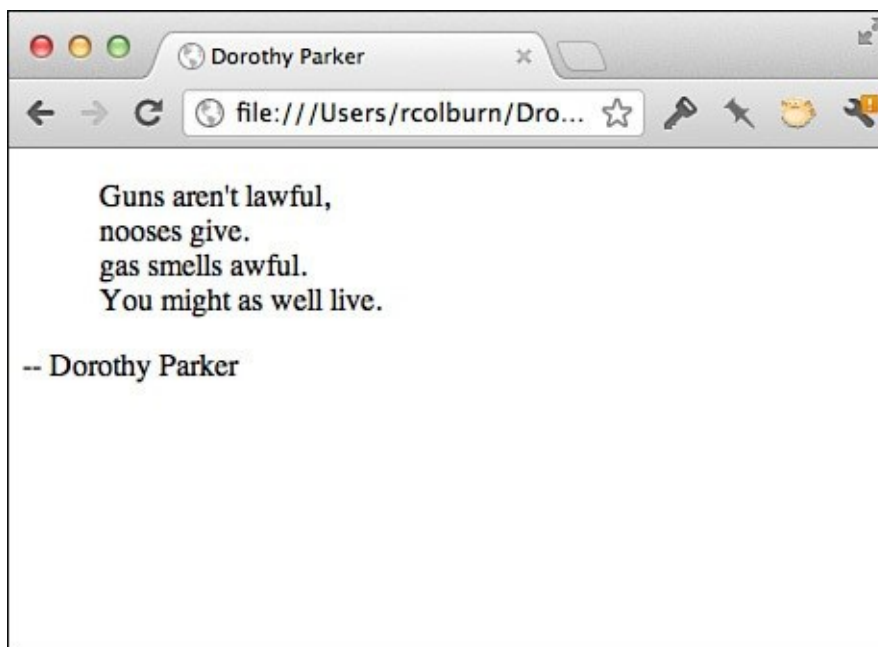 Dorothy Parker
file:///Users/rcolburn/Dro...
Guns aren't lawful,
nooses give.
gas smells awful.
You might as well live.
-- Dorothy Parker